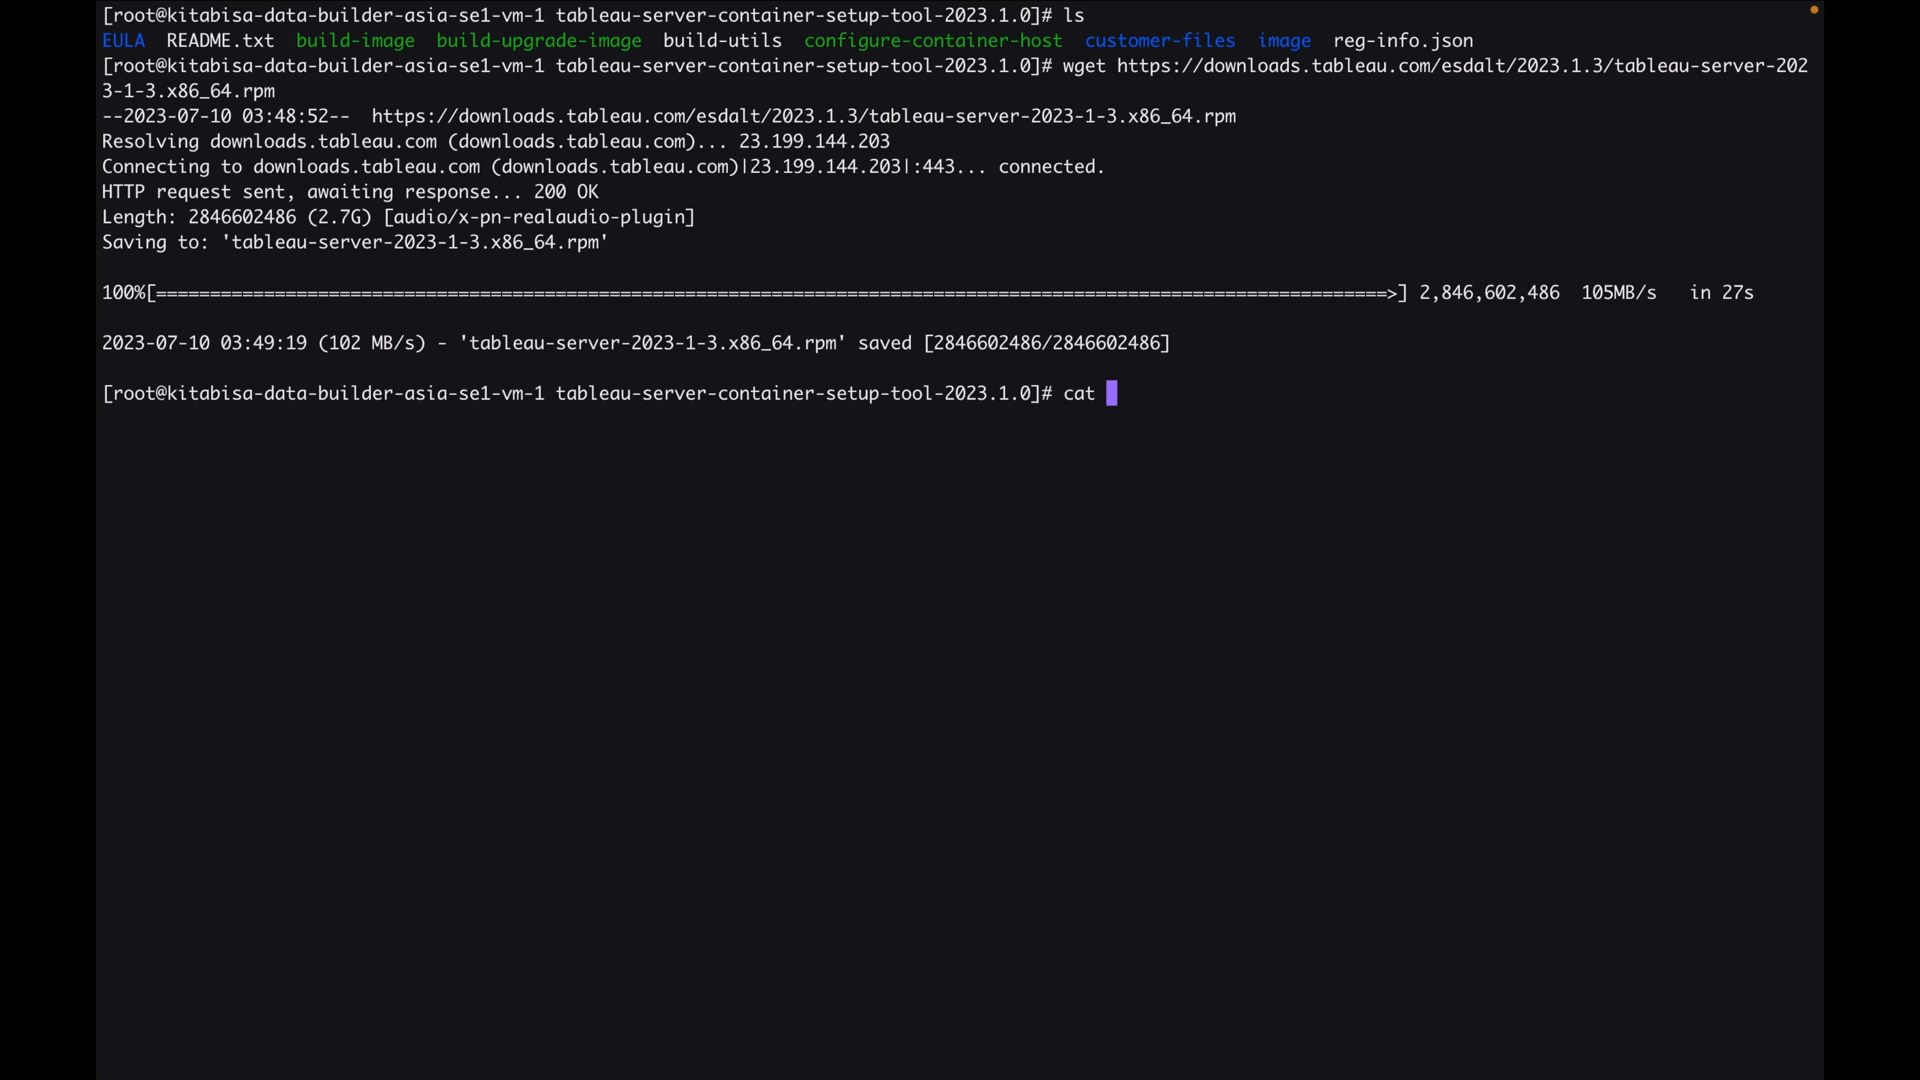 [root@kitabisa-data-builder-asia-se1-vm-1 tableau-server-container-setup-tool-2023.1.0]# ls
EULA  README.txt  build-image  build-upgrade-image  build-utils  configure-container-host  customer-files  image  reg-info.json
[root@kitabisa-data-builder-asia-se1-vm-1 tableau-server-container-setup-tool-2023.1.0]# wget https://downloads.tableau.com/esdalt/2023.1.3/tableau-server-202
3-1-3.x86_64.rpm
--2023-07-10 03:48:52--  https://downloads.tableau.com/esdalt/2023.1.3/tableau-server-2023-1-3.x86_64.rpm
Resolving downloads.tableau.com (downloads.tableau.com)... 23.199.144.203
Connecting to downloads.tableau.com (downloads.tableau.com)|23.199.144.203|:443... connected.
HTTP request sent, awaiting response... 200 OK
Length: 2846602486 (2.7G) [audio/x-pn-realaudio-plugin]
Saving to: 'tableau-server-2023-1-3.x86_64.rpm'
100%[==================================================================================================================>] 2,846,602,486  105MB/s   in 27s
2023-07-10 03:49:19 (102 MB/s) - 'tableau-server-2023-1-3.x86_64.rpm' saved [2846602486/2846602486]
[root@kitabisa-data-builder-asia-se1-vm-1 tableau-server-container-setup-tool-2023.1.0]# cat